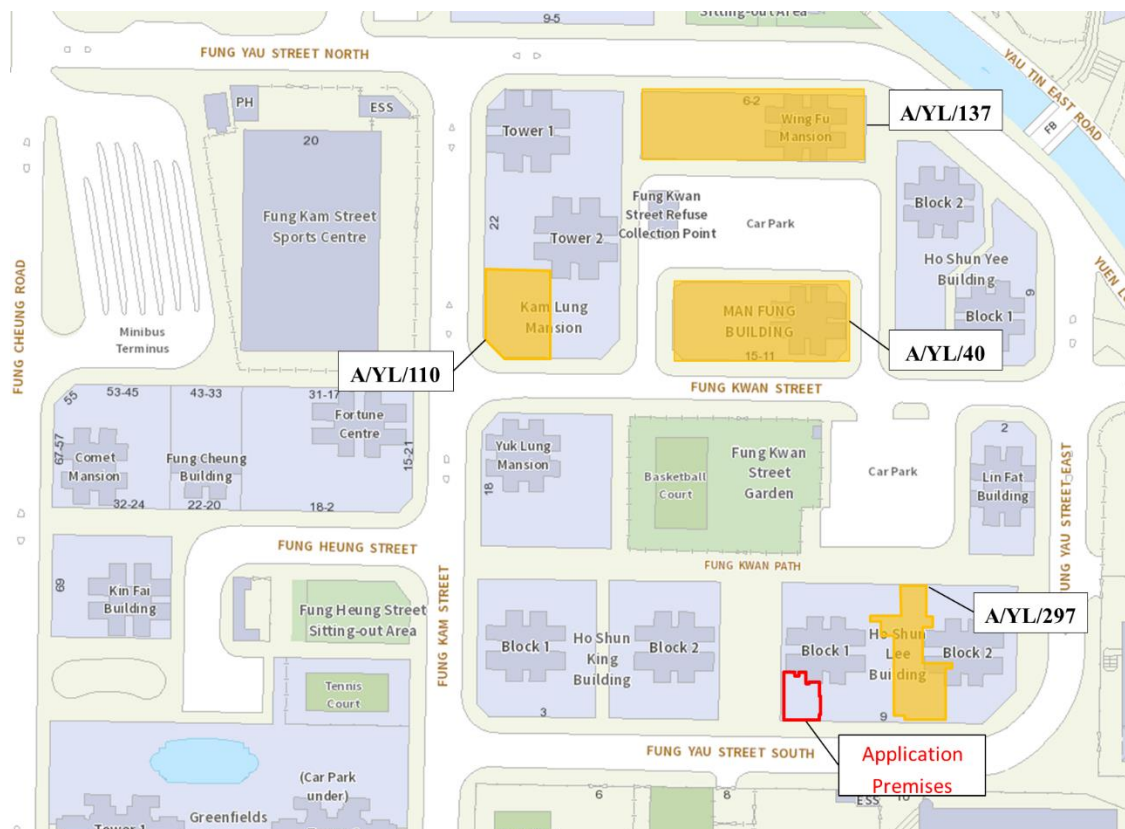 9-5
Sitting-out Area
FUNG YAU STREET NORTH
YAU TIN EAST ROAD
FB
PH
ESS
20
Fung Kam Street
Sports Centre
Tower 1
22
Tower 2
Kam Lung
Mansion
A/YL/110
6-2
Wing Fu
Mansion
A/YL/137
Fung Kwan
Street Refuse
Collection Point
Car Park
Block 2
Ho Shun Yee
Building
Block 1
9
YUEN
MAN FUNG
BUILDING
15-11
A/YL/40
FUNG CHEUNG ROAD
Minibus
Terminus
FUNG KWAN STREET
55
53-45
43-33
31-17
67-57
Comet
Mansion
Fung Cheung
Building
Fortune
Centre
15-21
32-24
22-20
18-2
Yuk Lung
Mansion
18
Basketball
Court
Fung Kwan
Street
Garden
Car Park
2
Lin Fat
Building
FUNG YAU STREET EAST
FUNG HEUNG STREET
FUNG KWAN PATH
69
Kin Fai
Building
Fung Heung Street
Sitting-out Area
FUNG KAM STREET
Block 1
Ho Shun
King
Building
Block 2
3
Block 1
Ho Shun
Lee
Building
Block 2
9
A/YL/297
Tennis
Court
FUNG YAU STREET SOUTH
Application
Premises
(Car Park
under)
Greenfields
Tower 1
6
8
10
ESS